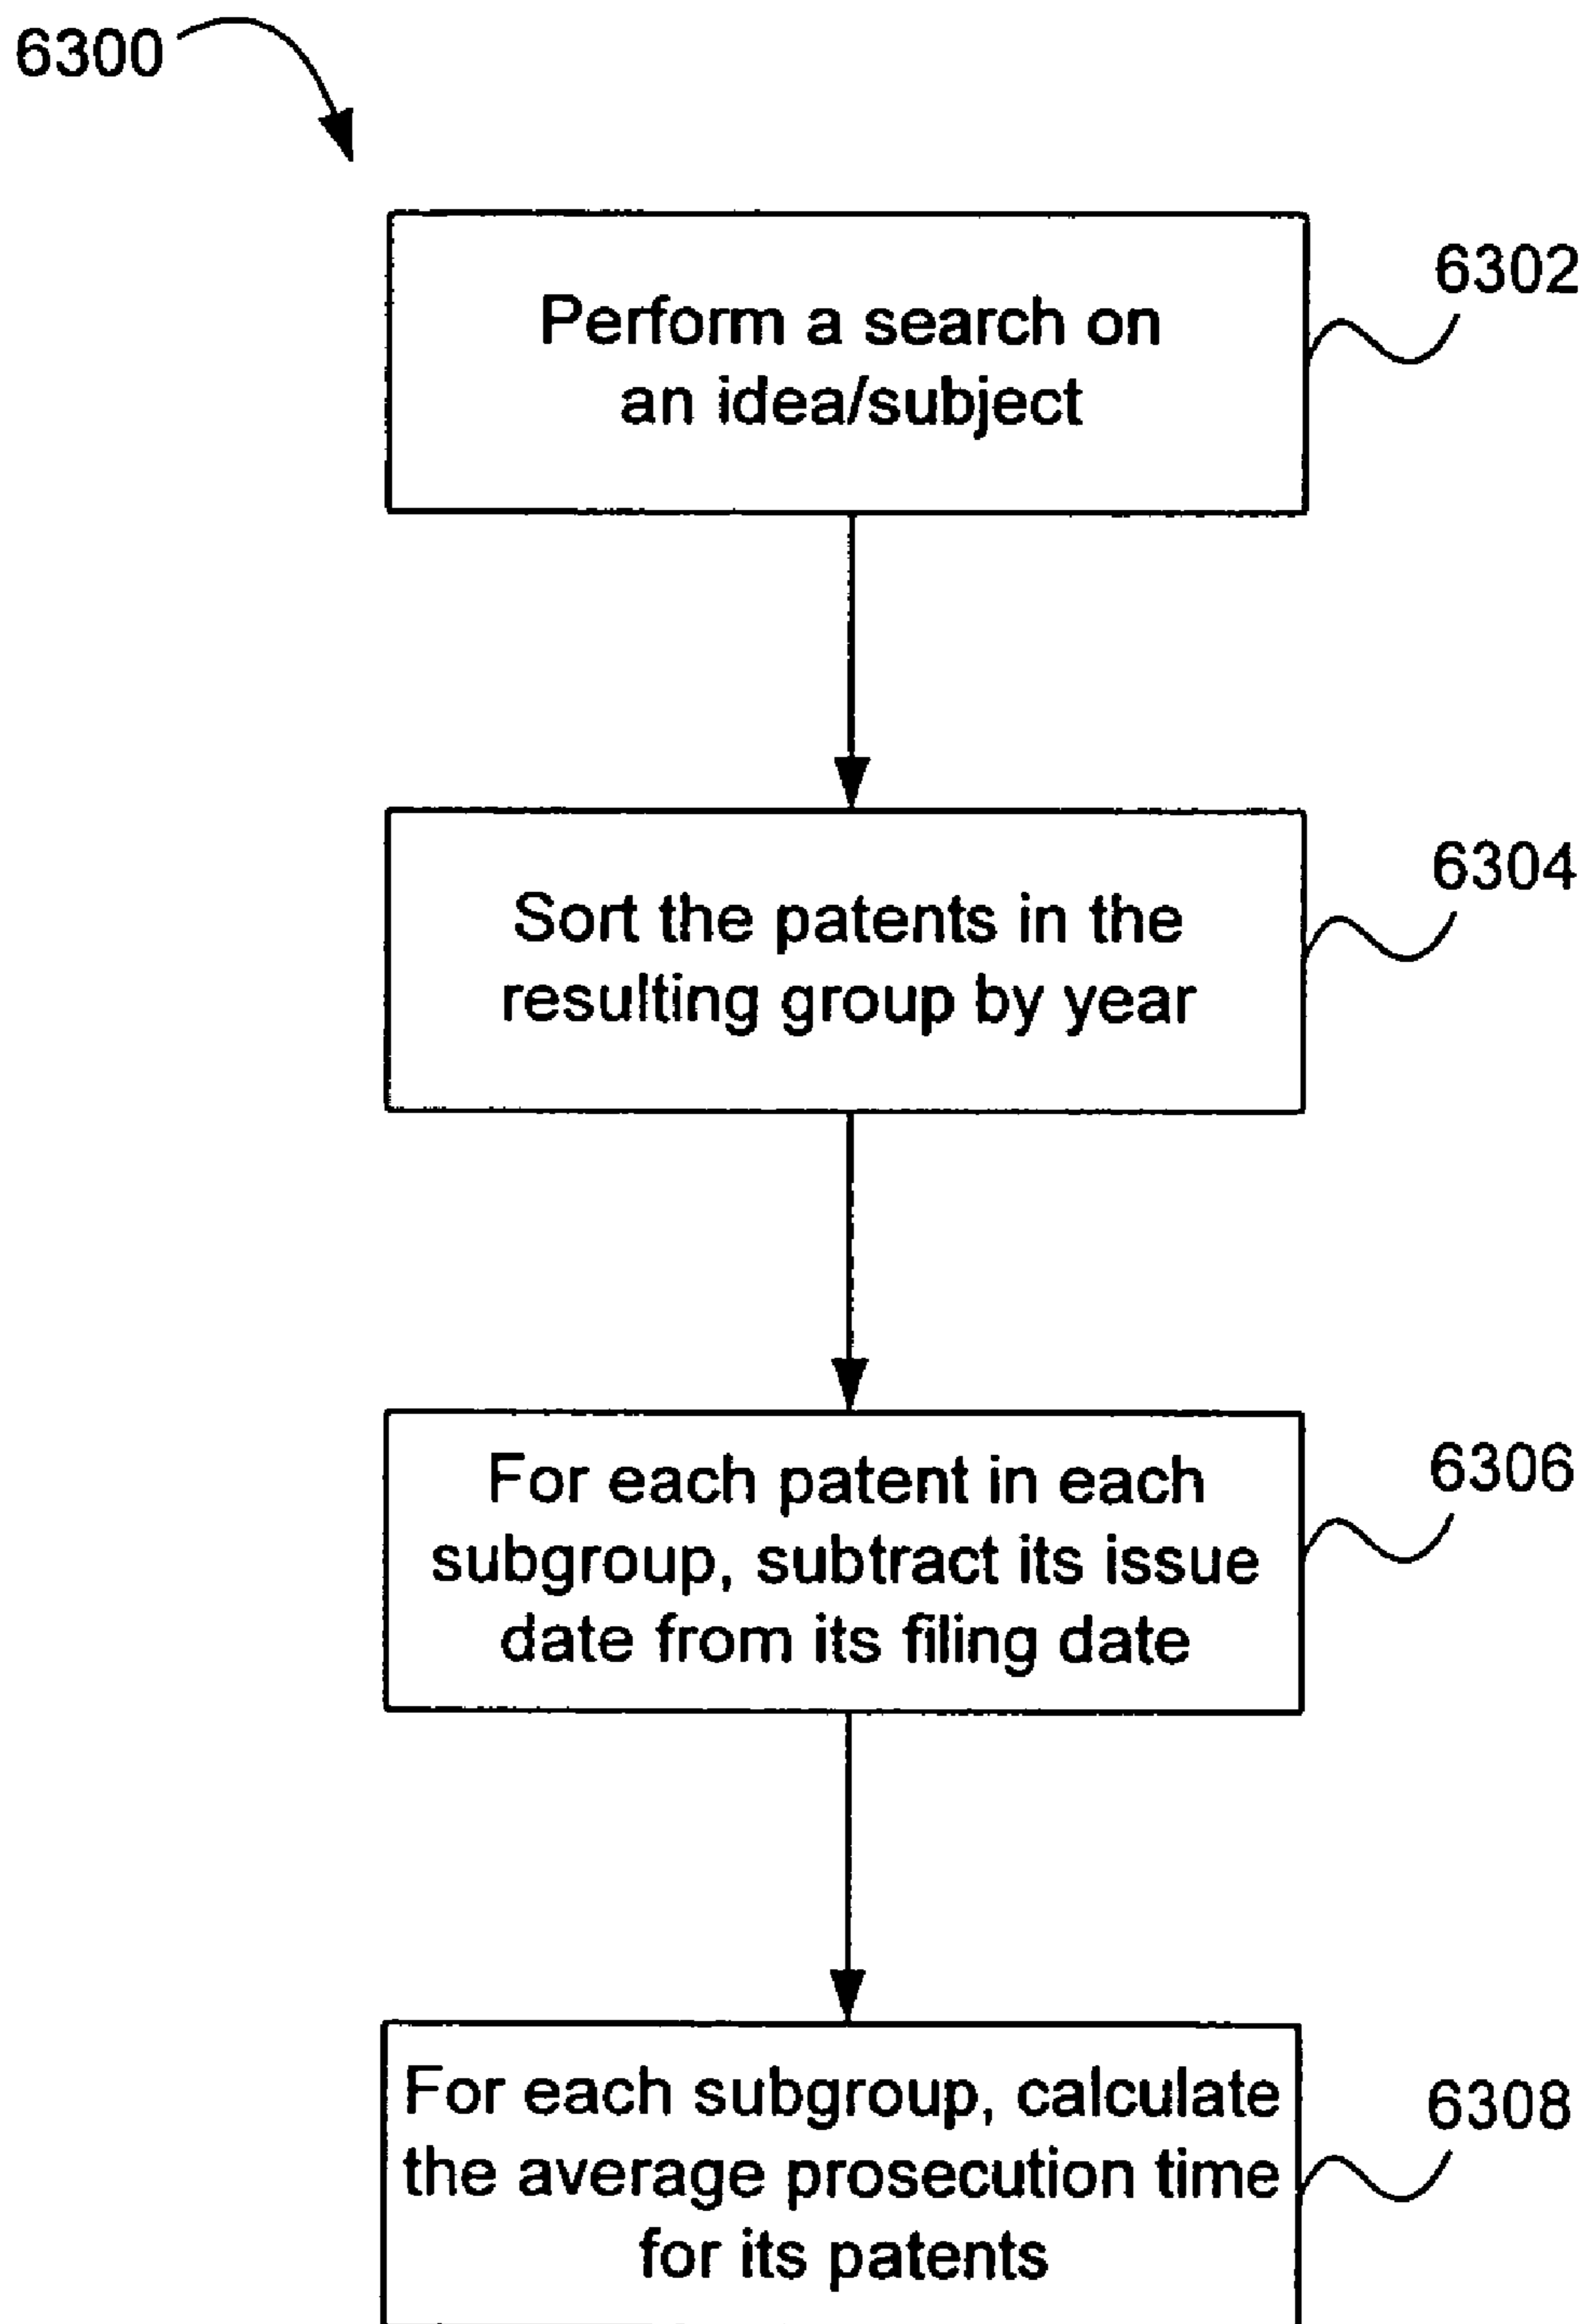 6300
6302
Perform a search on
an idea/subject
6304
Sort the patents in the
resulting group by year
6306
For each patent in each
subgroup, subtract its issue
date from its filing date
6308
For each subgroup, calculate
the average prosecution time
for its patents